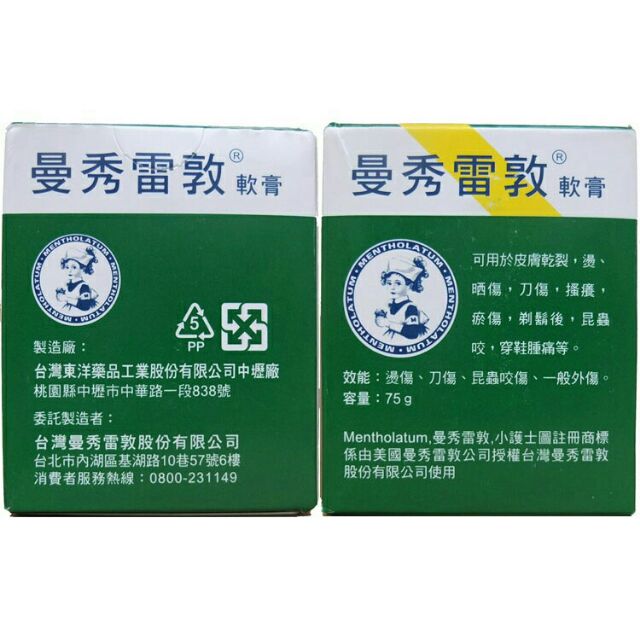 曼秀雷敦® 軟膏
MENTHOLATUM · MENTHOLATUM · MENTHOLATUM ·
5
PP
製造廠：
台灣東洋藥品工業股份有限公司中壢廠
桃園縣中壢市中華路一段838號
委託製造者：
台灣曼秀雷敦股份有限公司
台北市內湖區基湖路10巷57號6樓
消費者服務熱線：0800-231149
曼秀雷敦® 軟膏
MENTHOLATUM · MENTHOLATUM · MENTHOLATUM ·
可用於皮膚乾裂，燙、
晒傷，刀傷，搔癢，
瘀傷，剃鬍後，昆蟲
咬，穿鞋腫痛等。
效能：燙傷、刀傷、昆蟲咬傷、一般外傷。
容量：75g
Mentholatum,曼秀雷敦,小護士圖註冊商標
係由美國曼秀雷敦公司授權台灣曼秀雷敦
股份有限公司使用